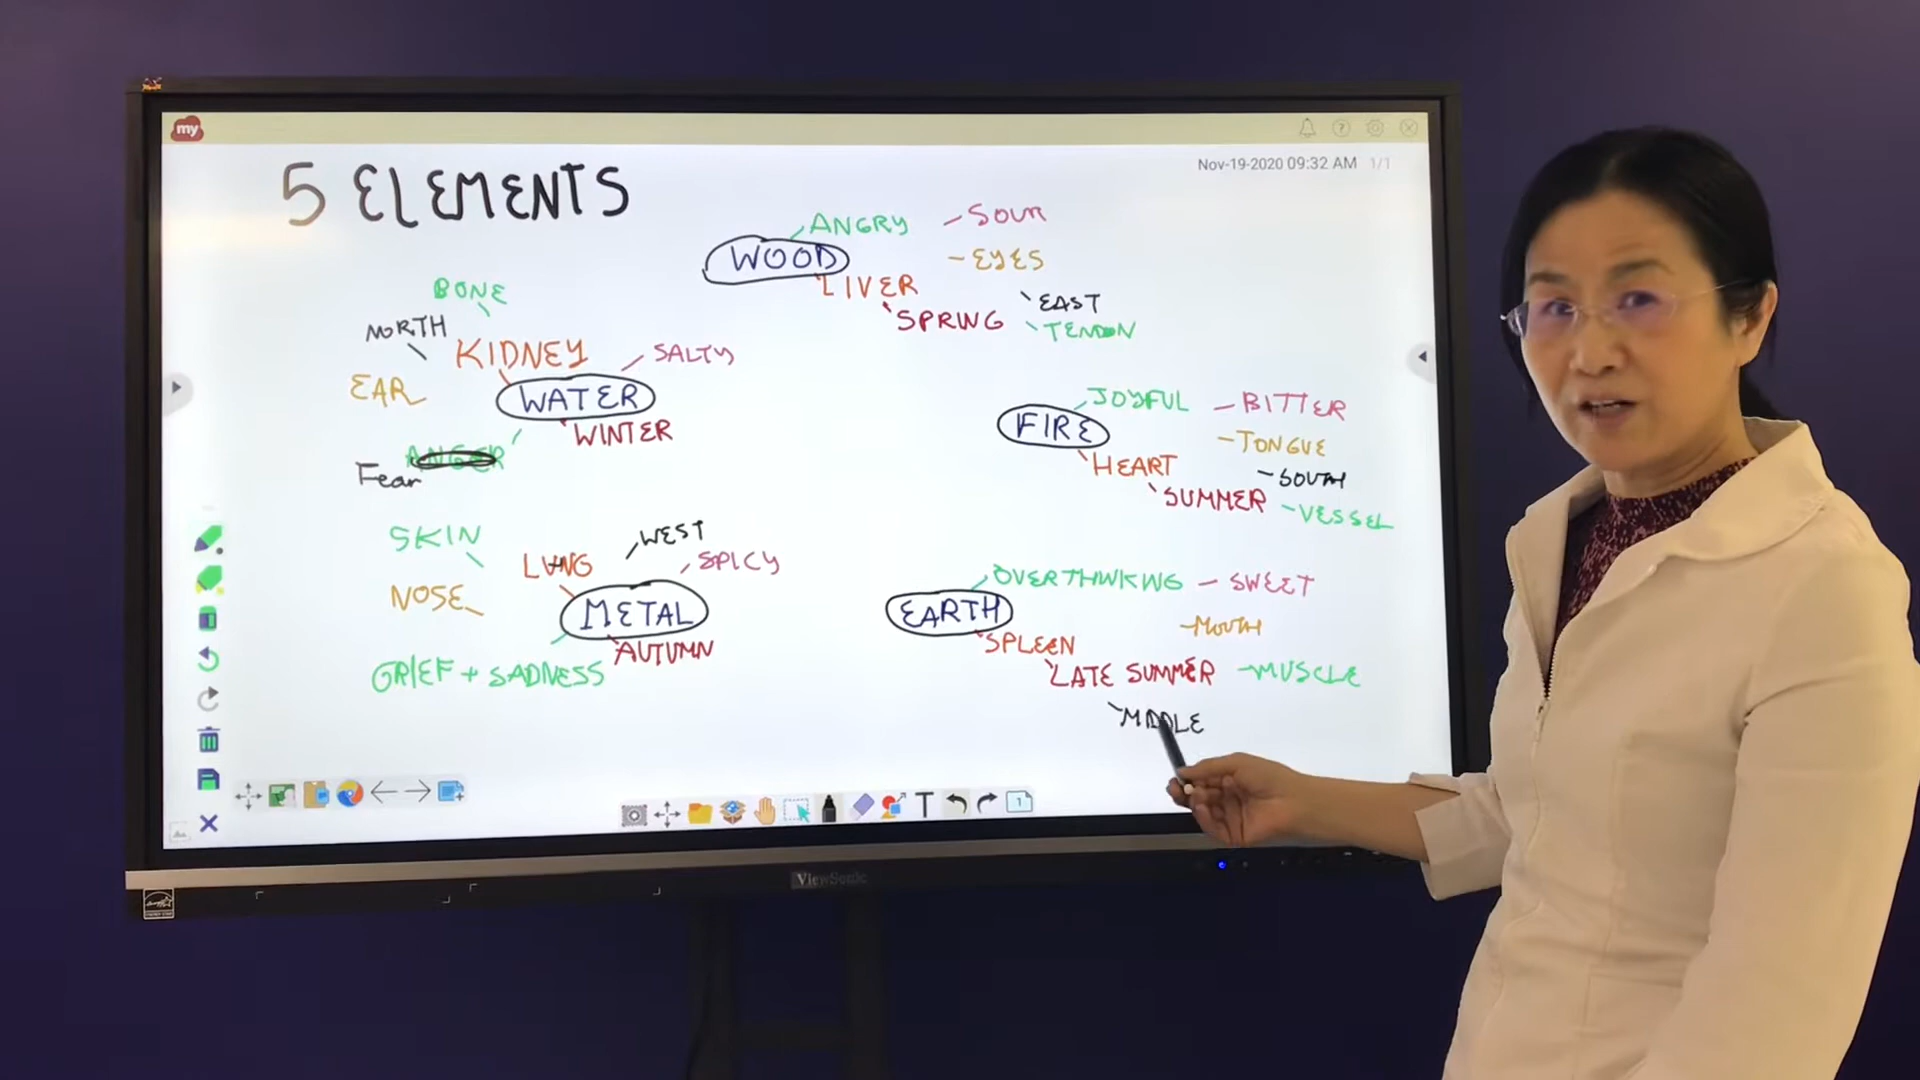 my
Nov-19-2020 09:32 AM 1/1
5 ELEMENTS
WOOD
ANGRY
SOUR
EYES
LIVER
SPRING
EAST
TENDON
BONE
NORTH
KIDNEY
SALTY
EAR
WATER
WINTER
ANGER
Fear
FIRE
JOYFUL
BITTER
TONGUE
HEART
SOUTH
SUMMER
VESSEL
SKIN
LUNG
WEST
SPICY
NOSE
METAL
AUTUMN
GRIEF + SADNESS
EARTH
OVERTHINKING
SWEET
MOUTH
SPLEEN
LATE SUMMER
MUSCLE
MIDDLE
T
1
ViewSonic